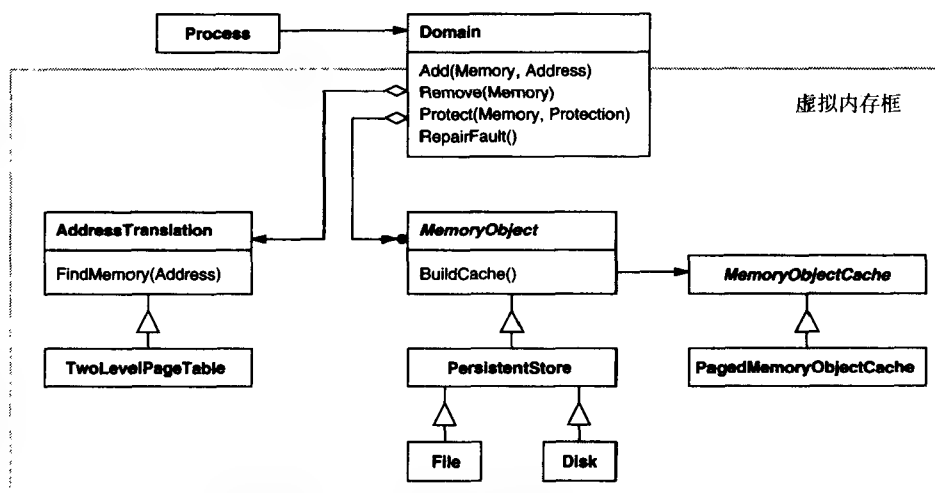 Process
Domain
Add(Memory, Address)
Remove(Memory)
Protect(Memory, Protection)
RepairFault()
虚拟内存框
AddressTranslation
FindMemory(Address)
MemoryObject
BuildCache()
MemoryObjectCache
TwoLevelPageTable
PersistentStore
PagedMemoryObjectCache
File
Disk